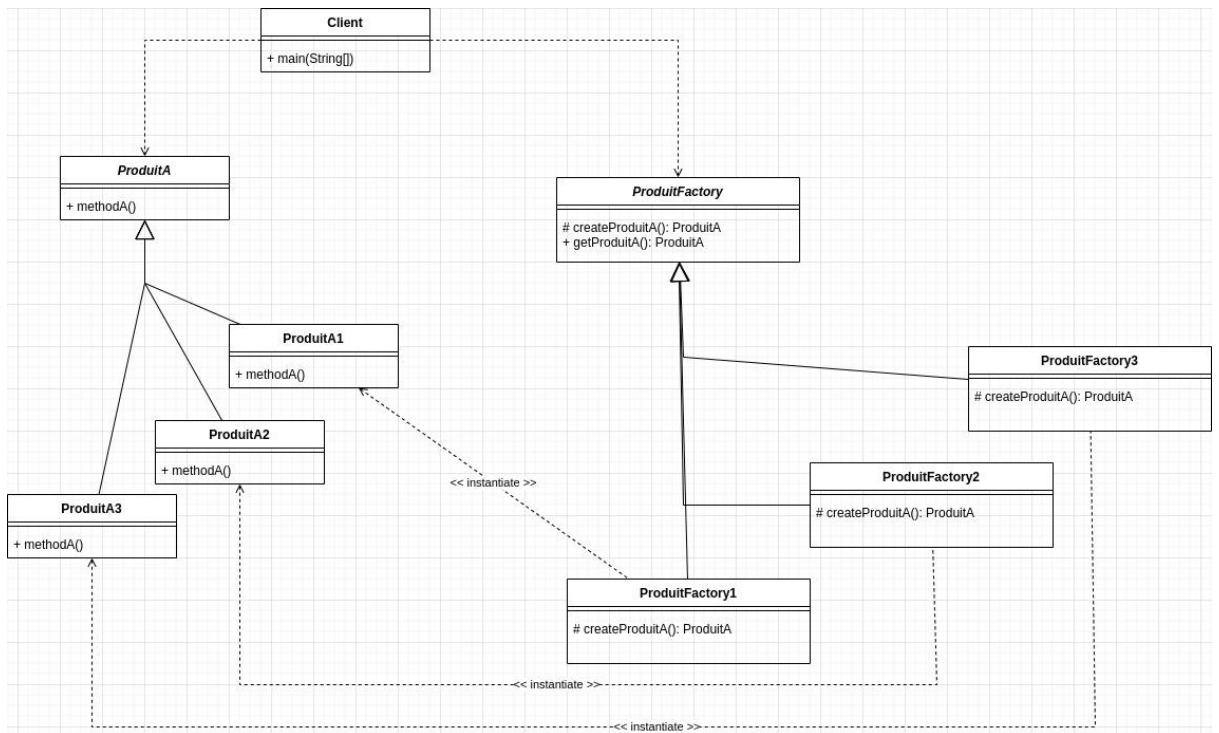 Client
+ main(String[])
ProduitA
+ methodA()
ProduitFactory
# createProduitA(): ProduitA
+ getProduitA(): ProduitA
ProduitA1
+ methodA()
ProduitFactory3
# createProduitA(): ProduitA
ProduitA2
+ methodA()
<< instantiate >>
ProduitFactory2
# createProduitA(): ProduitA
ProduitA3
+ methodA()
ProduitFactory1
# createProduitA(): ProduitA
<< instantiate >>
<< instantiate >>